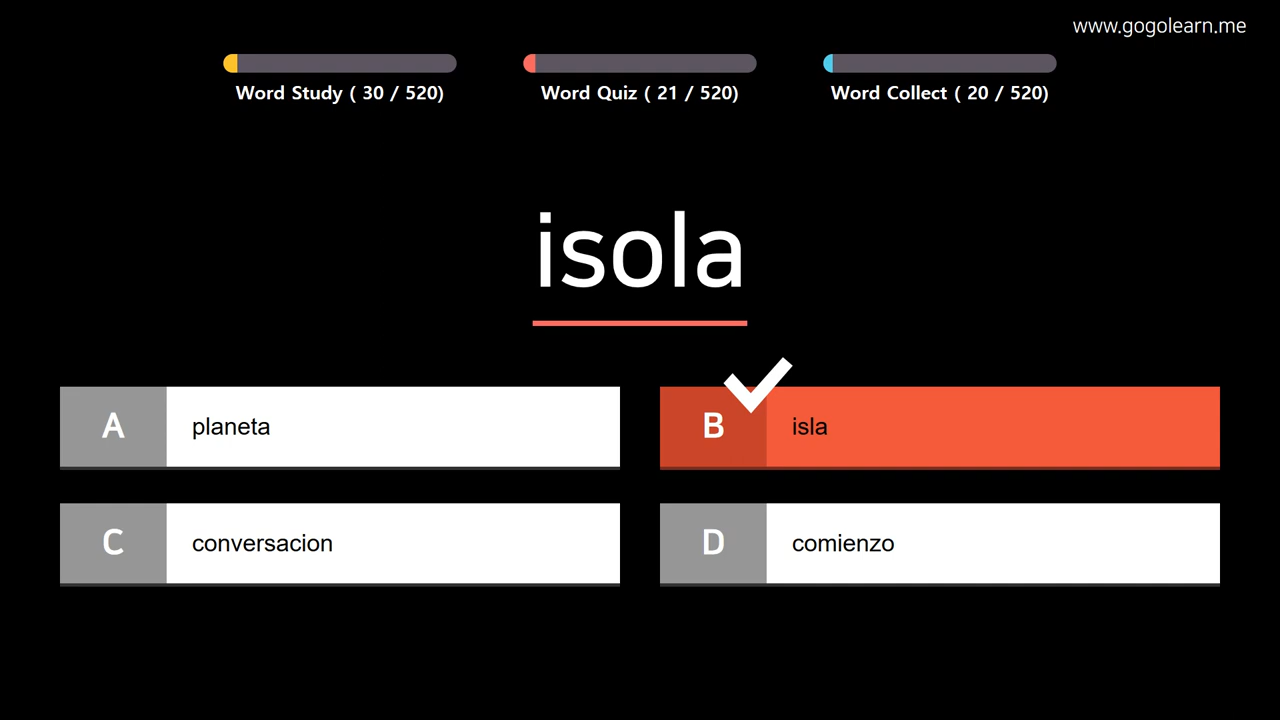 www.gogolearn.me
Word Study ( 30 / 520)
Word Quiz ( 21 / 520)
Word Collect ( 20 / 520)
isola
A planeta
B isla
C conversacion
D comienzo